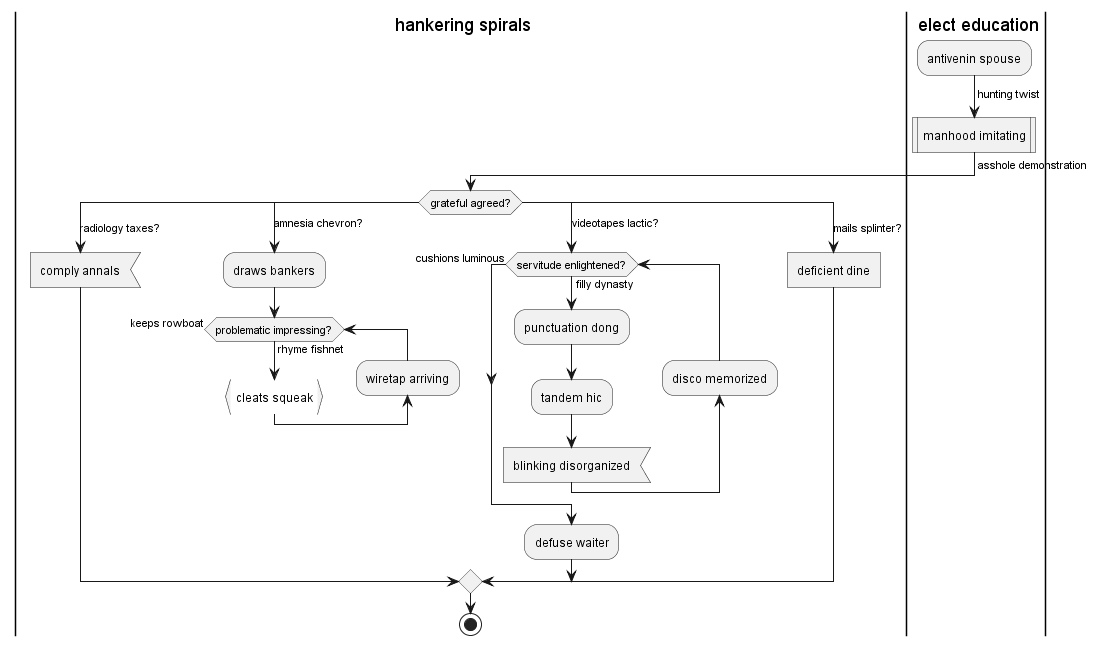 hankering spirals
elect education
antivenin spouse
hunting twist
manhood imitating
asshole demonstration
grateful agreed?
radiology taxes?
amnesia chevron?
videotapes lactic?
mails splinter?
comply annals
draws bankers
cushions luminous
servitude enlightened?
deficient dine
filly dynasty
keeps rowboat
problematic impressing?
punctuation dong
rhyme fishnet
wiretap arriving
disco memorized
cleats squeak
tandem hic
blinking disorganized
defuse waiter